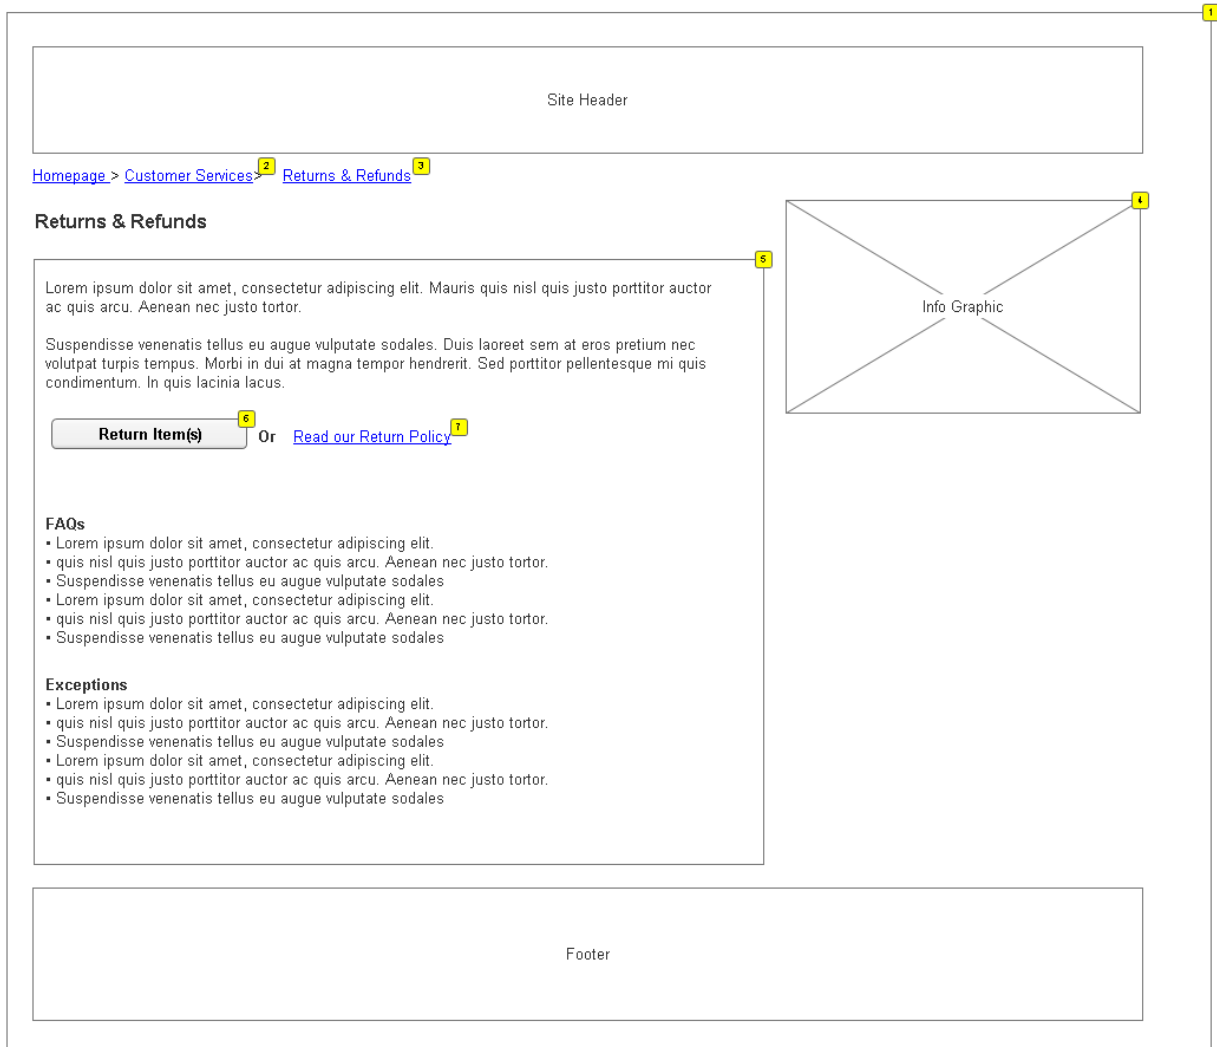 1
Site Header
Homepage > Customer Services> 2 Returns & Refunds 3
Returns & Refunds
4
Info Graphic
5
Lorem ipsum dolor sit amet, consectetur adipiscing elit. Mauris quis nisl quis justo porttitor auctor
ac quis arcu. Aenean nec justo tortor.
Suspendisse venenatis tellus eu augue vulputate sodales. Duis laoreet sem at eros pretium nec
volutpat turpis tempus. Morbi in dui at magna tempor hendrerit. Sed porttitor pellentesque mi quis
condimentum. In quis lacinia lacus.
Return Item(s) 6 Or Read our Return Policy 7
FAQs
▪ Lorem ipsum dolor sit amet, consectetur adipiscing elit.
▪ quis nisl quis justo porttitor auctor ac quis arcu. Aenean nec justo tortor.
▪ Suspendisse venenatis tellus eu augue vulputate sodales
▪ Lorem ipsum dolor sit amet, consectetur adipiscing elit.
▪ quis nisl quis justo porttitor auctor ac quis arcu. Aenean nec justo tortor.
▪ Suspendisse venenatis tellus eu augue vulputate sodales
Exceptions
▪ Lorem ipsum dolor sit amet, consectetur adipiscing elit.
▪ quis nisl quis justo porttitor auctor ac quis arcu. Aenean nec justo tortor.
▪ Suspendisse venenatis tellus eu augue vulputate sodales
▪ Lorem ipsum dolor sit amet, consectetur adipiscing elit.
▪ quis nisl quis justo porttitor auctor ac quis arcu. Aenean nec justo tortor.
▪ Suspendisse venenatis tellus eu augue vulputate sodales
Footer